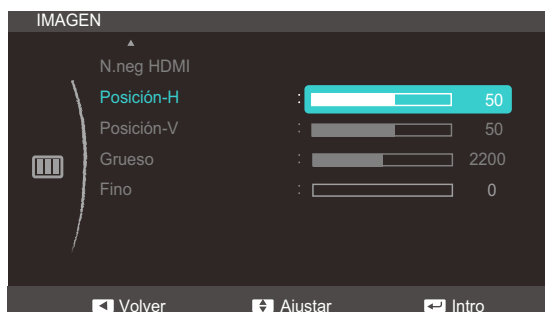 IMAGEN
N.neg HDMI
Posición-H : 50
Posición-V : 50
Grueso : 2200
Fino : 0
Volver Ajustar Intro